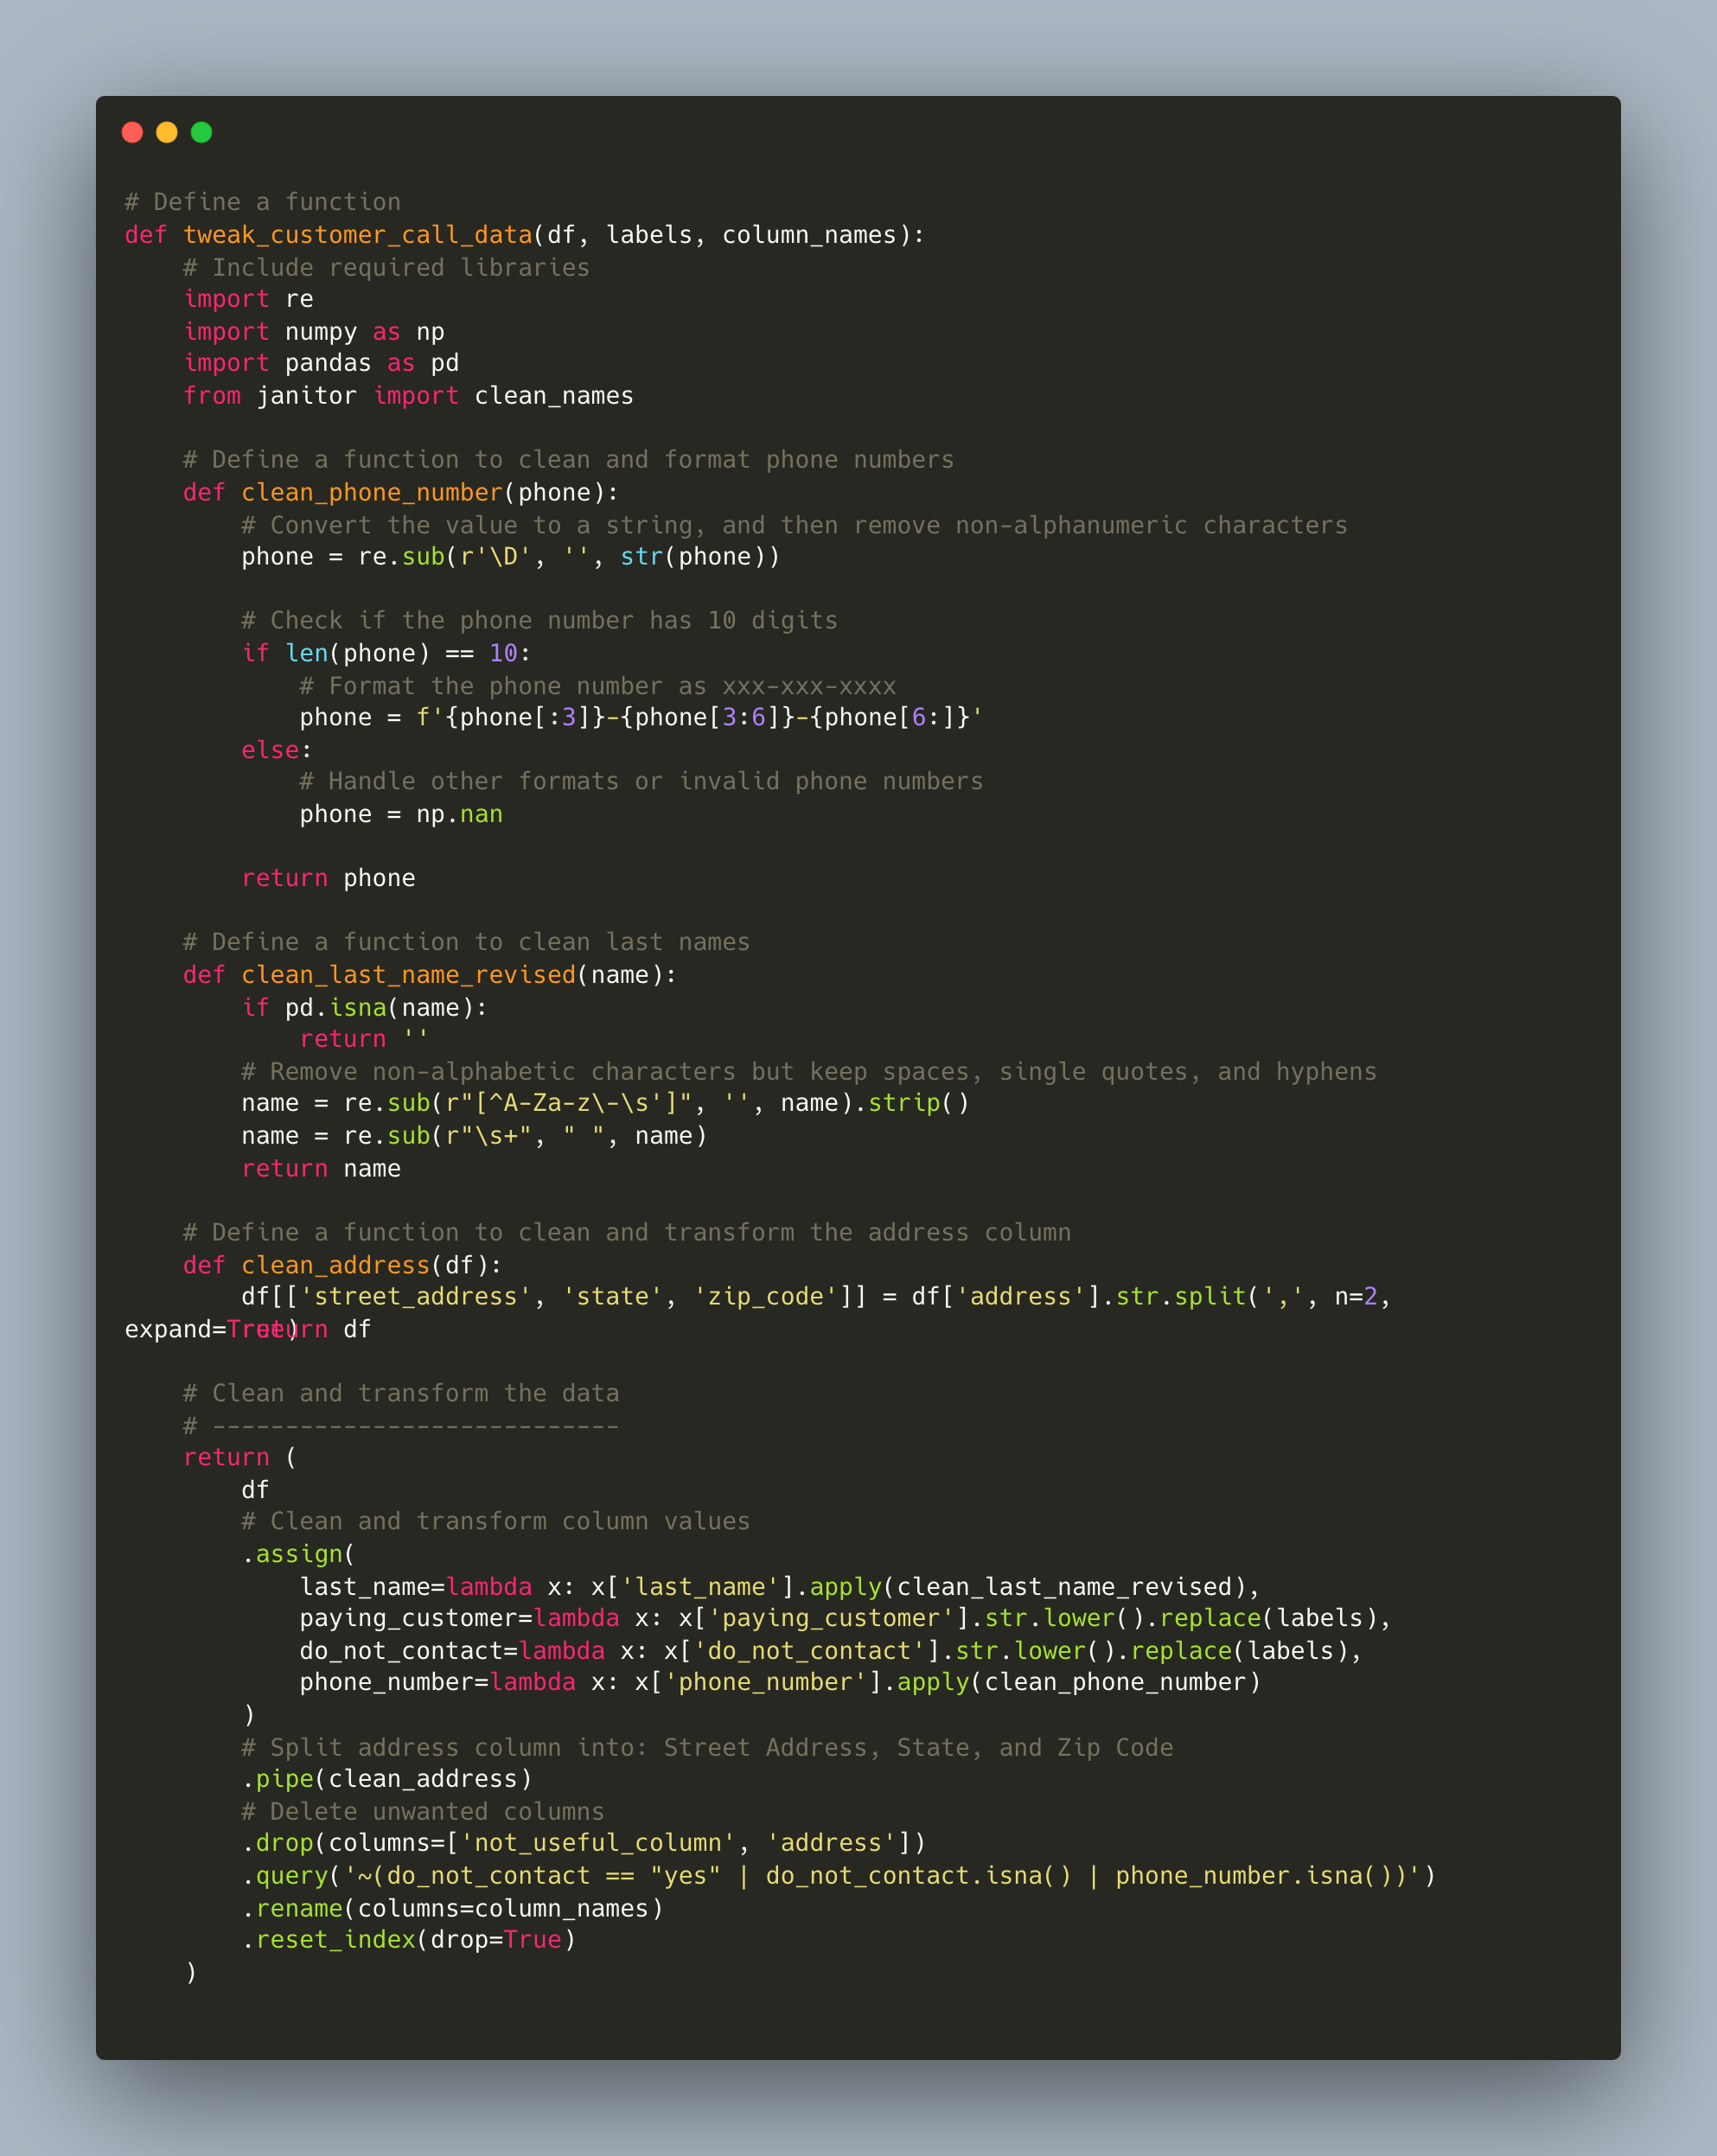 # Define a function
def tweak_customer_call_data(df, labels, column_names):
    # Include required libraries
    import re
    import numpy as np
    import pandas as pd
    from janitor import clean_names

    # Define a function to clean and format phone numbers
    def clean_phone_number(phone):
        # Convert the value to a string, and then remove non-alphanumeric characters
        phone = re.sub(r'\D', '', str(phone))

        # Check if the phone number has 10 digits
        if len(phone) == 10:
            # Format the phone number as xxx-xxx-xxxx
            phone = f'{phone[:3]}-{phone[3:6]}-{phone[6:]}'
        else:
            # Handle other formats or invalid phone numbers
            phone = np.nan

        return phone

    # Define a function to clean last names
    def clean_last_name_revised(name):
        if pd.isna(name):
            return ''
        # Remove non-alphabetic characters but keep spaces, single quotes, and hyphens
        name = re.sub(r"[^A-Za-z\-\s']", '', name).strip()
        name = re.sub(r"\s+", " ", name)
        return name

    # Define a function to clean and transform the address column
    def clean_address(df):
        df[['street_address', 'state', 'zip_code']] = df['address'].str.split(',', n=2,
expand=True)
        return df

    # Clean and transform the data
    # ----------------------------
    return (
        df
        # Clean and transform column values
        .assign(
            last_name=lambda x: x['last_name'].apply(clean_last_name_revised),
            paying_customer=lambda x: x['paying_customer'].str.lower().replace(labels),
            do_not_contact=lambda x: x['do_not_contact'].str.lower().replace(labels),
            phone_number=lambda x: x['phone_number'].apply(clean_phone_number)
        )
        # Split address column into: Street Address, State, and Zip Code
        .pipe(clean_address)
        # Delete unwanted columns
        .drop(columns=['not_useful_column', 'address'])
        .query('~(do_not_contact == "yes" | do_not_contact.isna() | phone_number.isna())')
        .rename(columns=column_names)
        .reset_index(drop=True)
    )